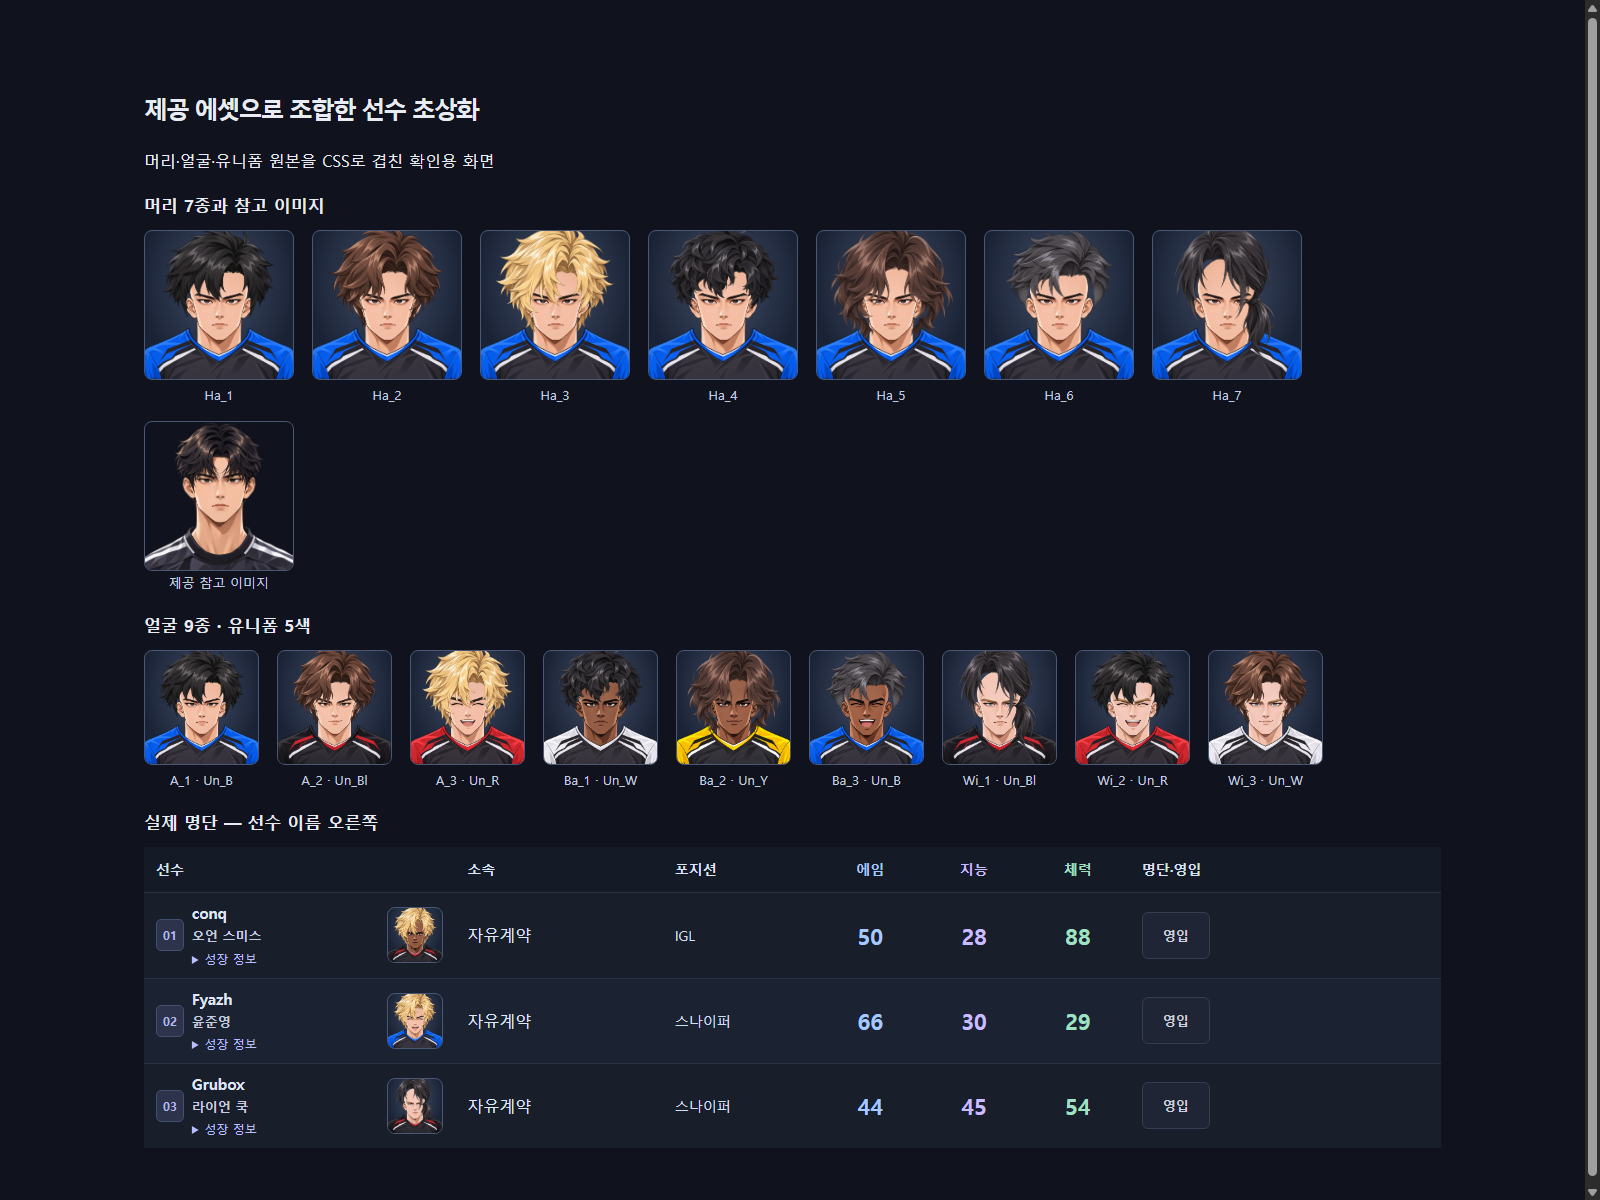 제공 에셋으로 조합한 선수 초상화
머리·얼굴·유니폼 원본을 CSS로 겹친 확인용 화면
머리 7종과 참고 이미지
Ha_1 Ha_2 Ha_3 Ha_4 Ha_5 Ha_6 Ha_7
제공 참고 이미지
얼굴 9종 · 유니폼 5색
A_1 · Un_B A_2 · Un_Bl A_3 · Un_R Ba_1 · Un_W Ba_2 · Un_Y Ba_3 · Un_B Wi_1 · Un_Bl Wi_2 · Un_R Wi_3 · Un_W
실제 명단 — 선수 이름 오른쪽
선수 소속 포지션 에임 지능 체력 명단·영입
conq
01 오언 스미스 자유계약 IGL 50 28 88 영입
▶ 성장 정보
Fyazh
02 윤준영 자유계약 스나이퍼 66 30 29 영입
▶ 성장 정보
Grubox
03 라이언 쿡 자유계약 스나이퍼 44 45 54 영입
▶ 성장 정보